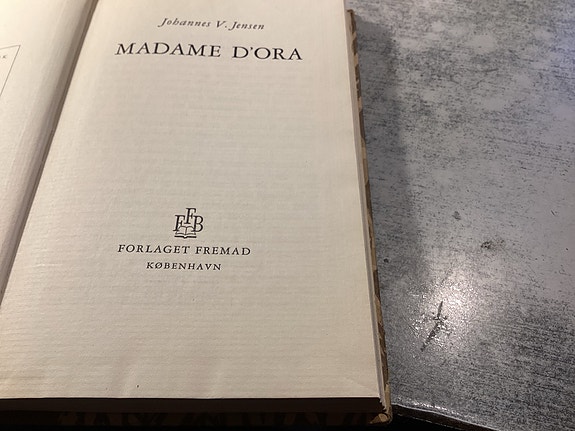 Johannes V. Jensen
MADAME D'ORA
FFB
FORLAGET FREMAD
KØBENHAVN